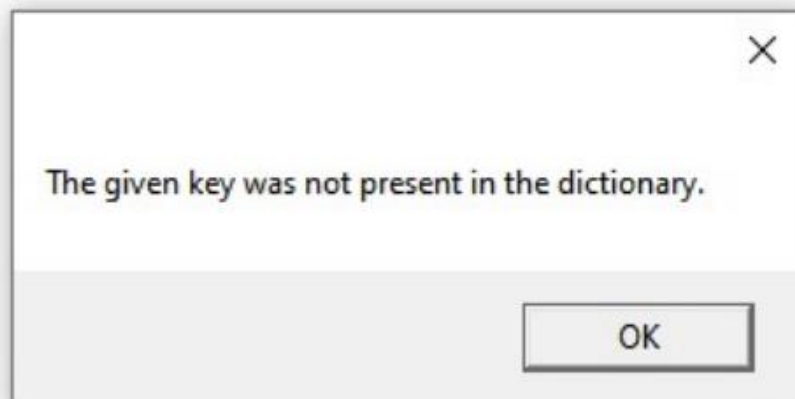 The given key was not present in the dictionary.
OK